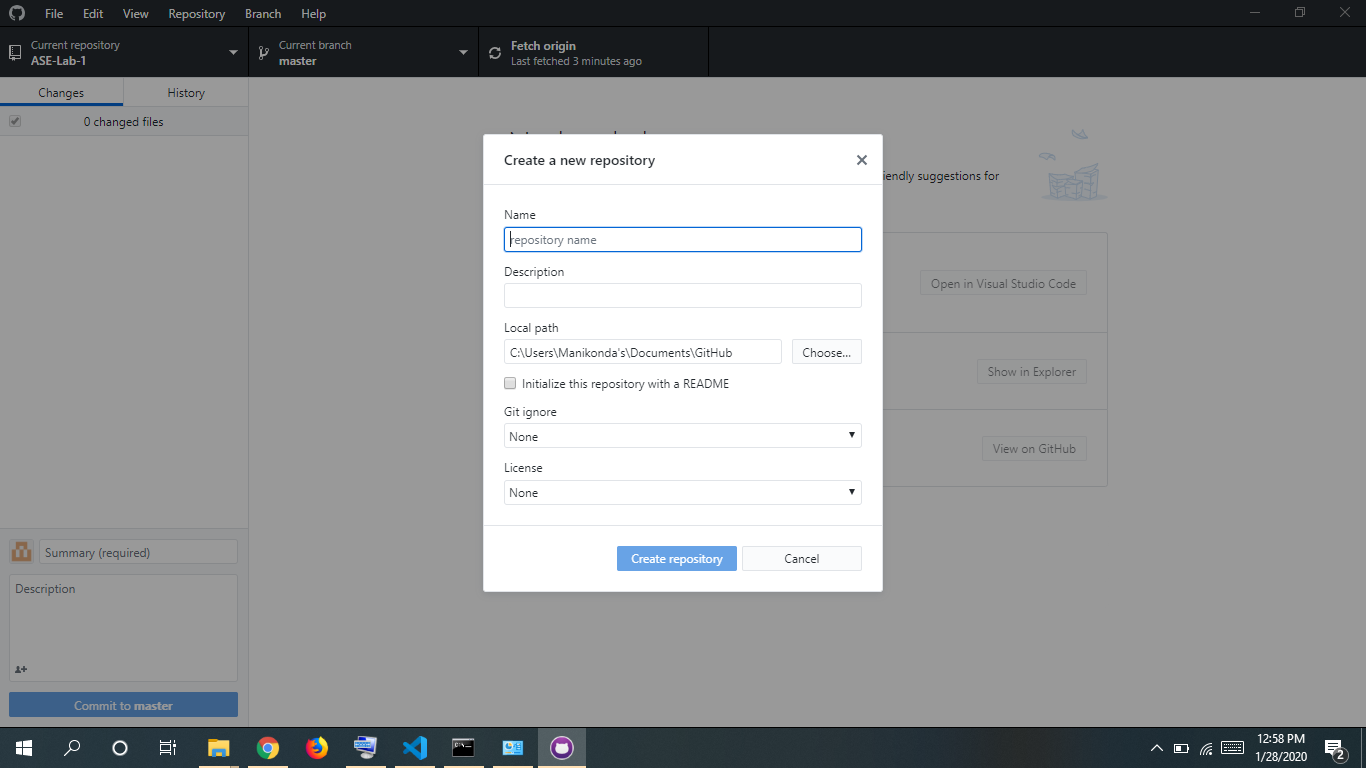 File Edit View Repository Branch Help
Current repository
ASE-Lab-1
Current branch
master
Fetch origin
Last fetched 3 minutes ago
Changes History
0 changed files
Create a new repository
iendly suggestions for
Name
repository name
Description
Open in Visual Studio Code
Local path
C:\Users\Manikonda's\Documents\GitHub
Choose...
Show in Explorer
Initialize this repository with a README
Git ignore
None
View on GitHub
License
None
Create repository
Cancel
Summary (required)
Description
Commit to master
12:58 PM
1/28/2020
2